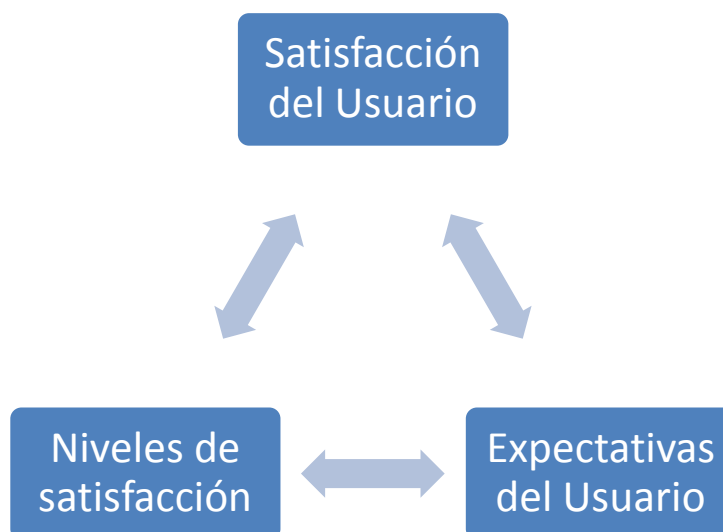 Satisfacción
del Usuario
Niveles de
satisfacción
Expectativas
del Usuario